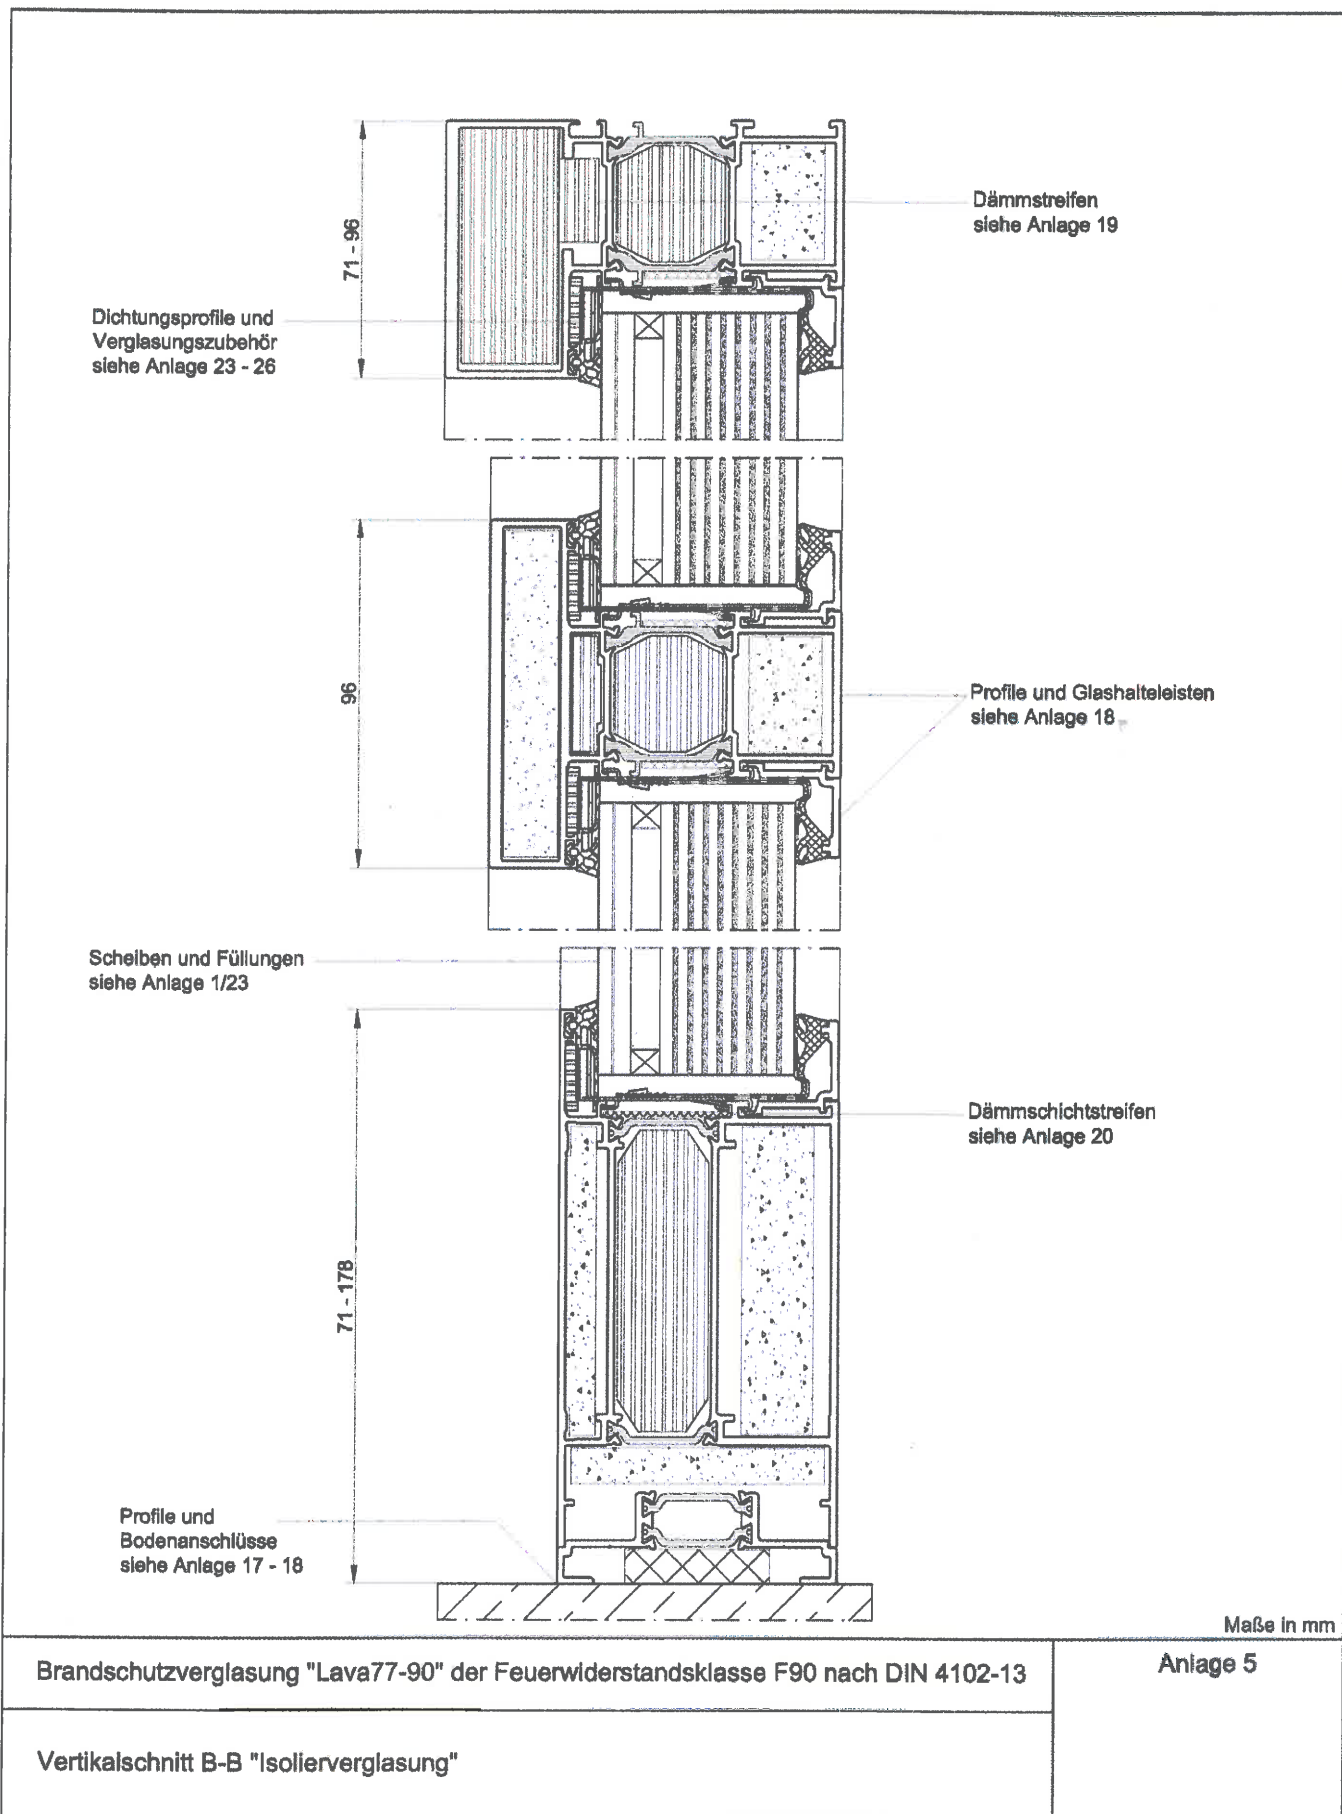 71 - 96
Dämmstreifen
siehe Anlage 19
Dichtungsprofile und
Verglasungszubehör
siehe Anlage 23 - 26
96
Profile und Glashalteleisten
siehe Anlage 18
Scheiben und Füllungen
siehe Anlage 1/23
Dämmschichtstreifen
siehe Anlage 20
71 - 178
Profile und
Bodenanschlüsse
siehe Anlage 17 - 18
Maße in mm
Brandschutzverglasung "Lava77-90" der Feuerwiderstandsklasse F90 nach DIN 4102-13
Anlage 5
Vertikalschnitt B-B "Isolierverglasung"